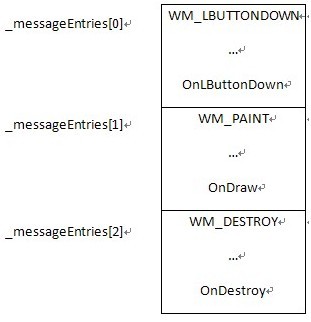 WM_LBUTTONDOWN
_messageEntries[0]
…
OnLButtonDown
_messageEntries[1] WM_PAINT
…
OnDraw
_messageEntries[2] WM_DESTROY
…
OnDestroy